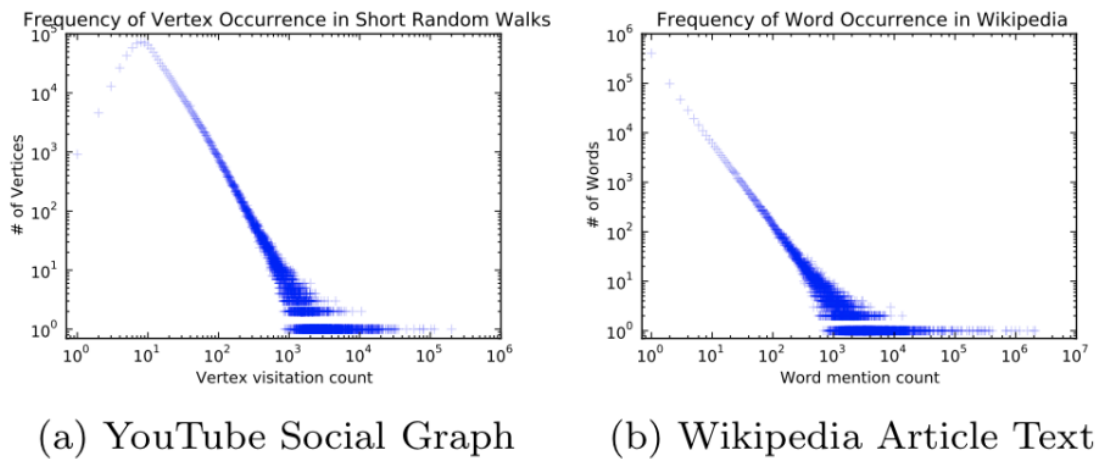 Frequency of Vertex Occurrence in Short Random Walks
10^5
10^4
10^3
10^2
10^1
10^0
# of Vertices
10^0 10^1 10^2 10^3 10^4 10^5 10^6
Vertex visitation count
(a) YouTube Social Graph
Frequency of Word Occurrence in Wikipedia
10^6
10^5
10^4
10^3
10^2
10^1
10^0
# of Words
10^0 10^1 10^2 10^3 10^4 10^5 10^6 10^7
Word mention count
(b) Wikipedia Article Text